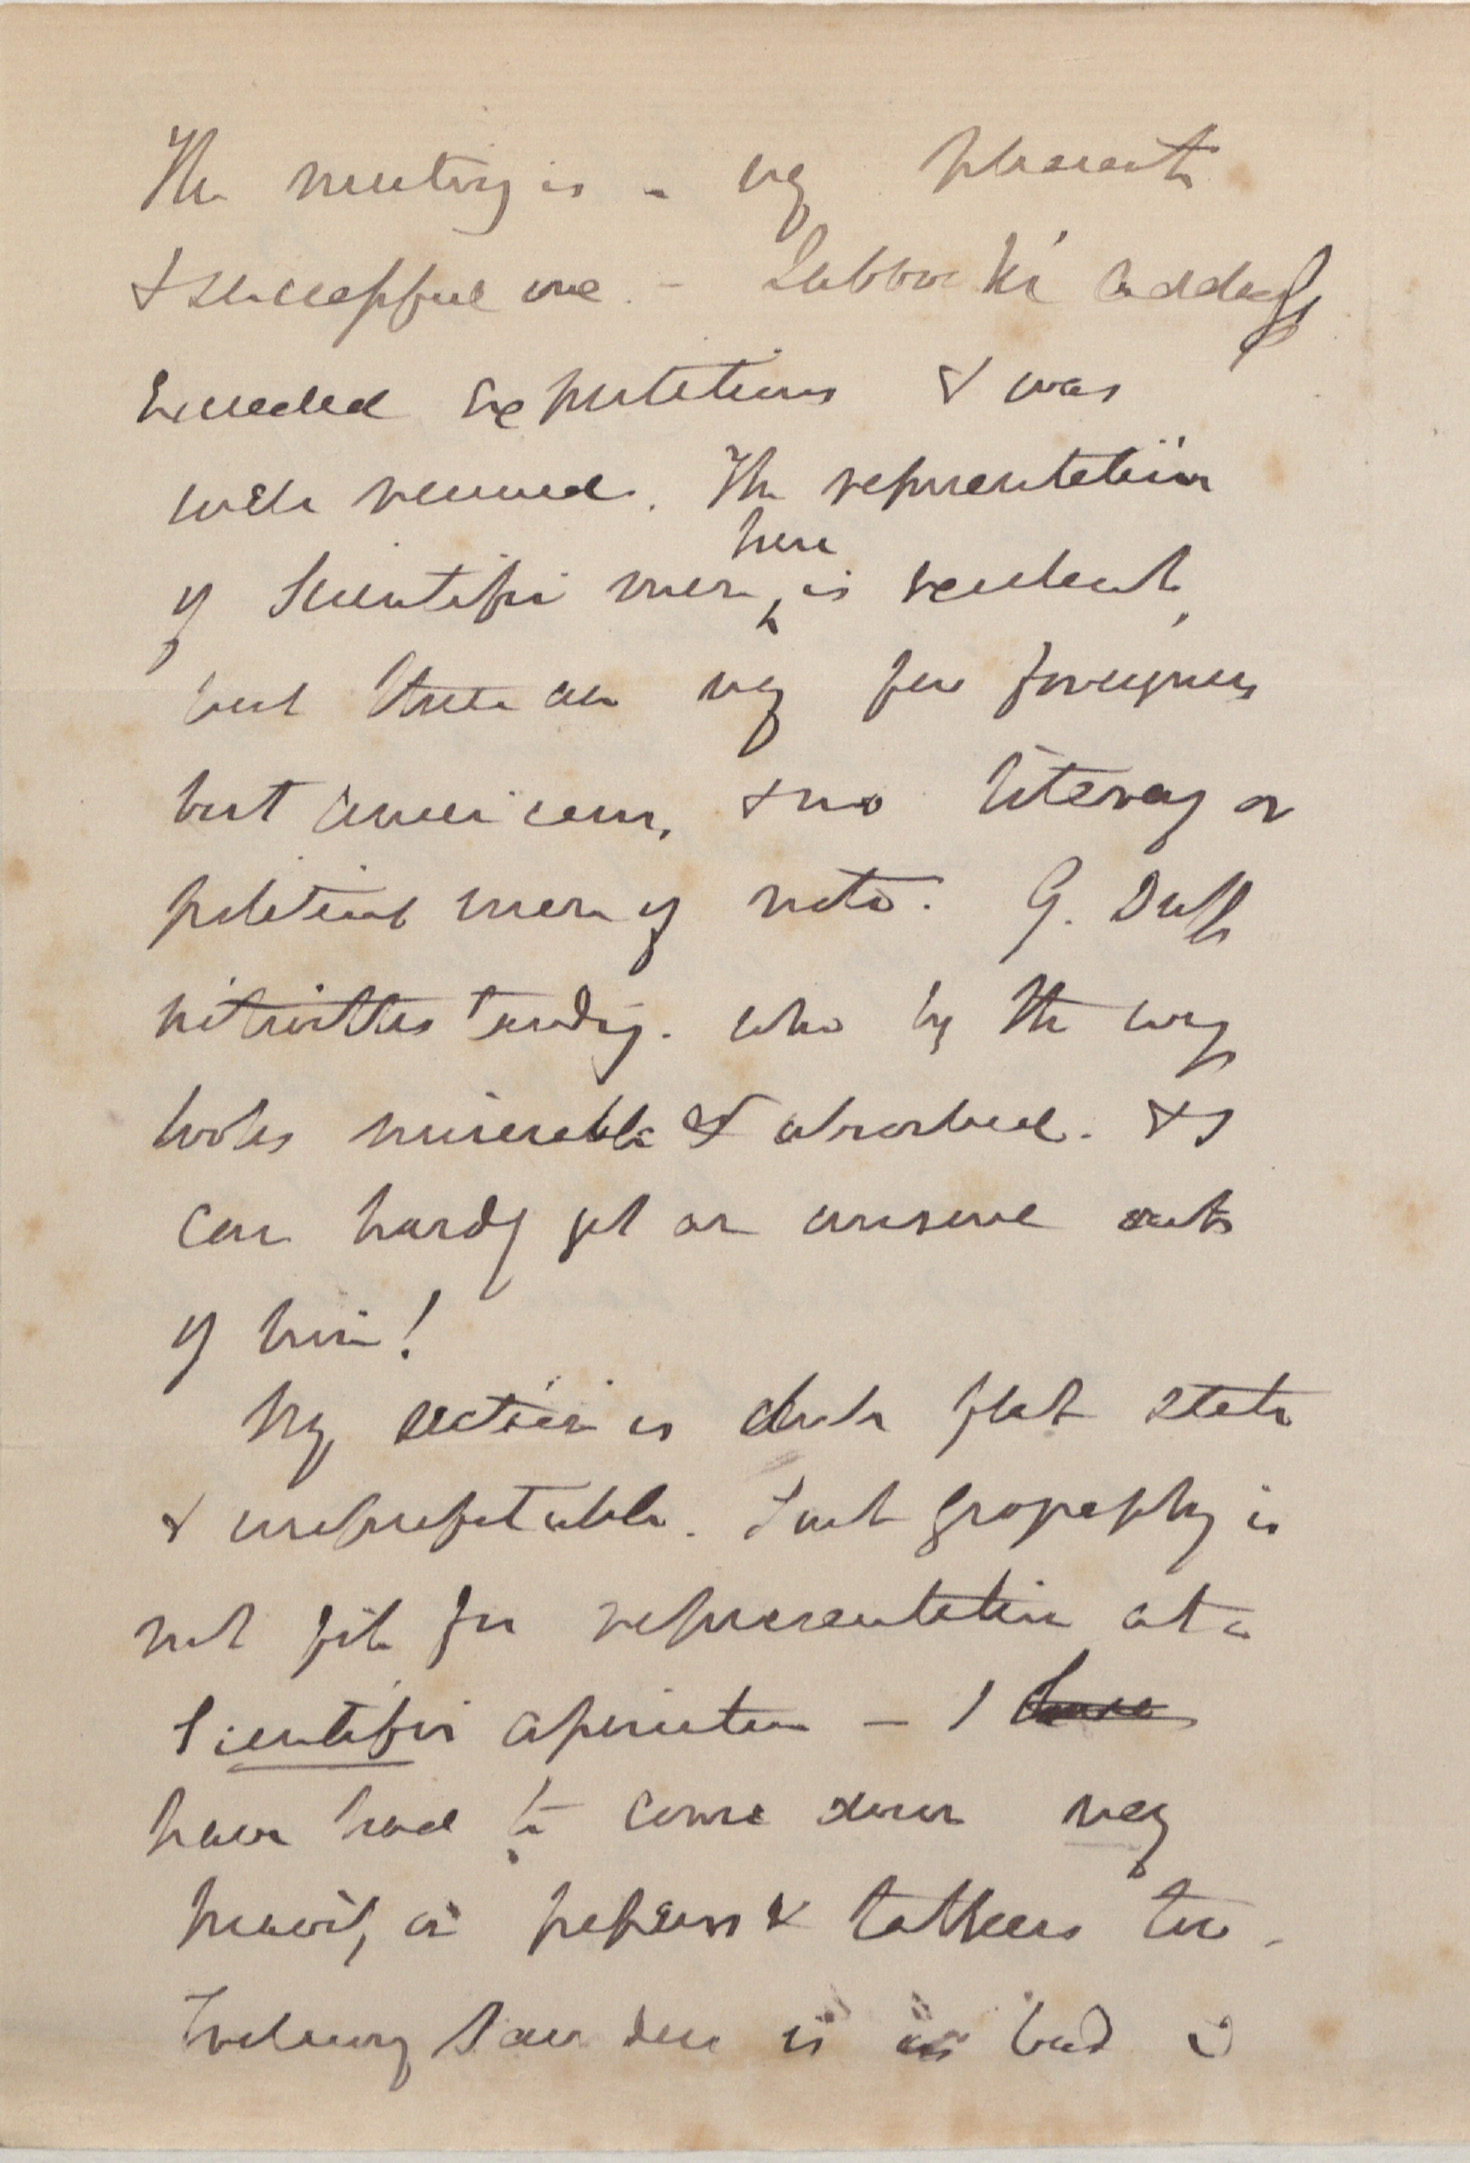 The meeting is a very pleasant
& successful one. – Lubbock's address
exceeded expectations & was
well received. The representation
of Scientific men here is excellent,
but there are very few foreigners
but Americans, & no literary or
political men of note. G. Duff
notwithstanding. who by the way
looks miserable & absorbed. & I
can hardly get an answer out
of him!
My section is dull flat stale
& unprofitable. Such geography is
not fit for representation at a
Scientific association – I have
have had to come down very
heavily, on papers & talkers too.
Trelawny Saunders is as bad as